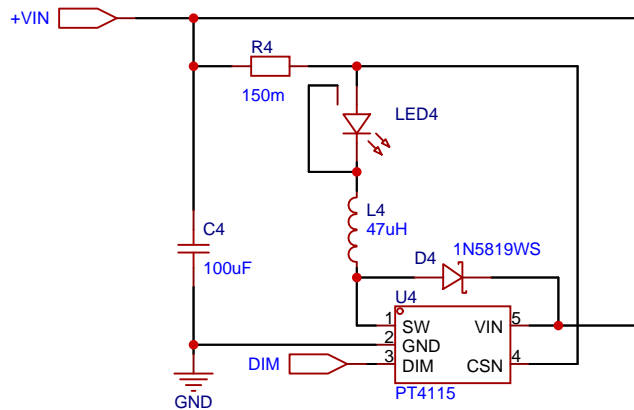 +VIN
R4
150m
LED4
C4
100uF
L4
47uH
D4
1N5819WS
U4
1 SW VIN 5
2 GND
3 DIM CSN 4
DIM
PT4115
GND